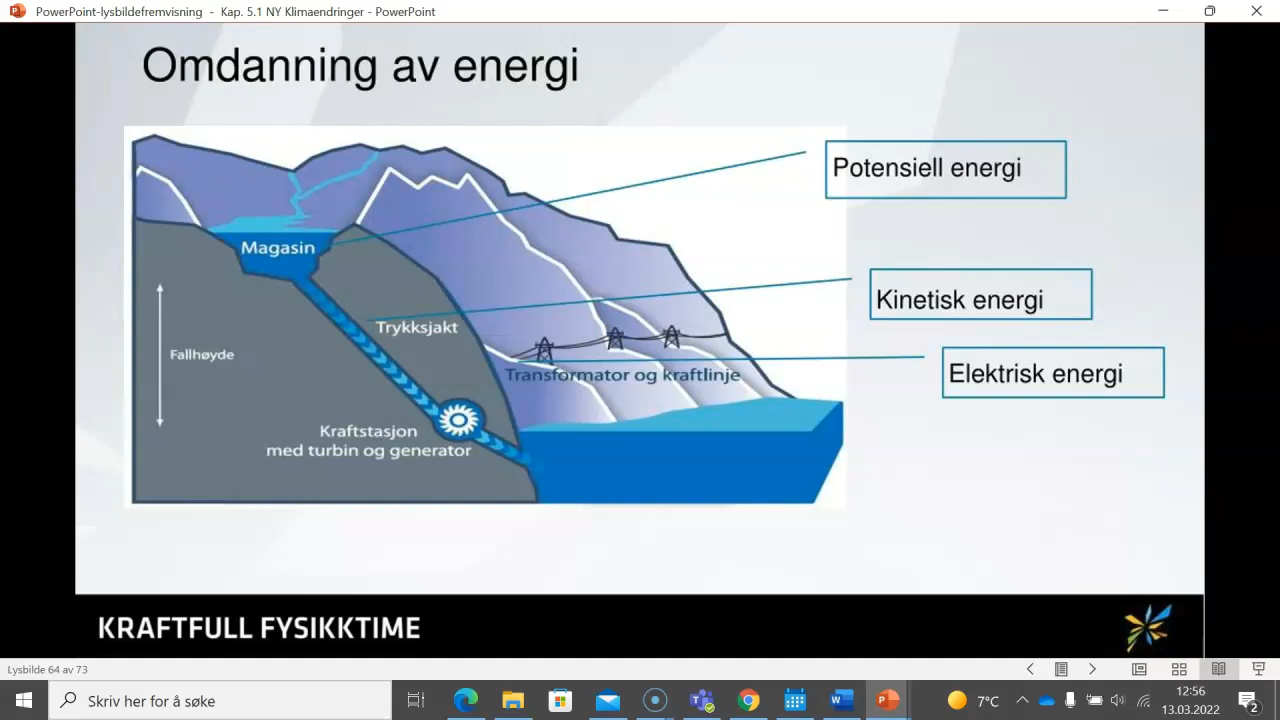 PowerPoint-lysbildefremvisning - Kap. 5.1 NY Klimaendringer - PowerPoint
Omdanning av energi
Potensiell energi
Magasin
Kinetisk energi
Trykksjakt
Fallhøyde
Transformator og kraftlinje
Elektrisk energi
Kraftstasjon
med turbin og generator
KRAFTFULL FYSIKKTIME
Lysbilde 64 av 73
Skriv her for å søke
7°C
12:56
13.03.2022
2